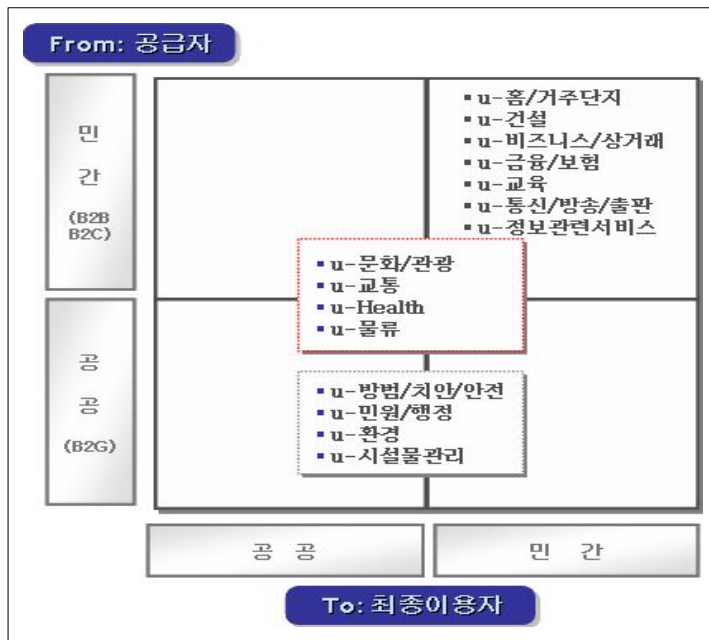 From: 공급자
민
간
(B2B
B2C)
▪ u-홈/거주단지
▪ u-건설
▪ u-비즈니스/상거래
▪ u-금융/보험
▪ u-교육
▪ u-통신/방송/출판
▪ u-정보관련서비스
▪ u-문화/관광
▪ u-교통
▪ u-Health
▪ u-물류
공
공
(B2G)
▪ u-방범/치안/안전
▪ u-민원/행정
▪ u-환경
▪ u-시설물관리
공 공
민 간
To: 최종이용자